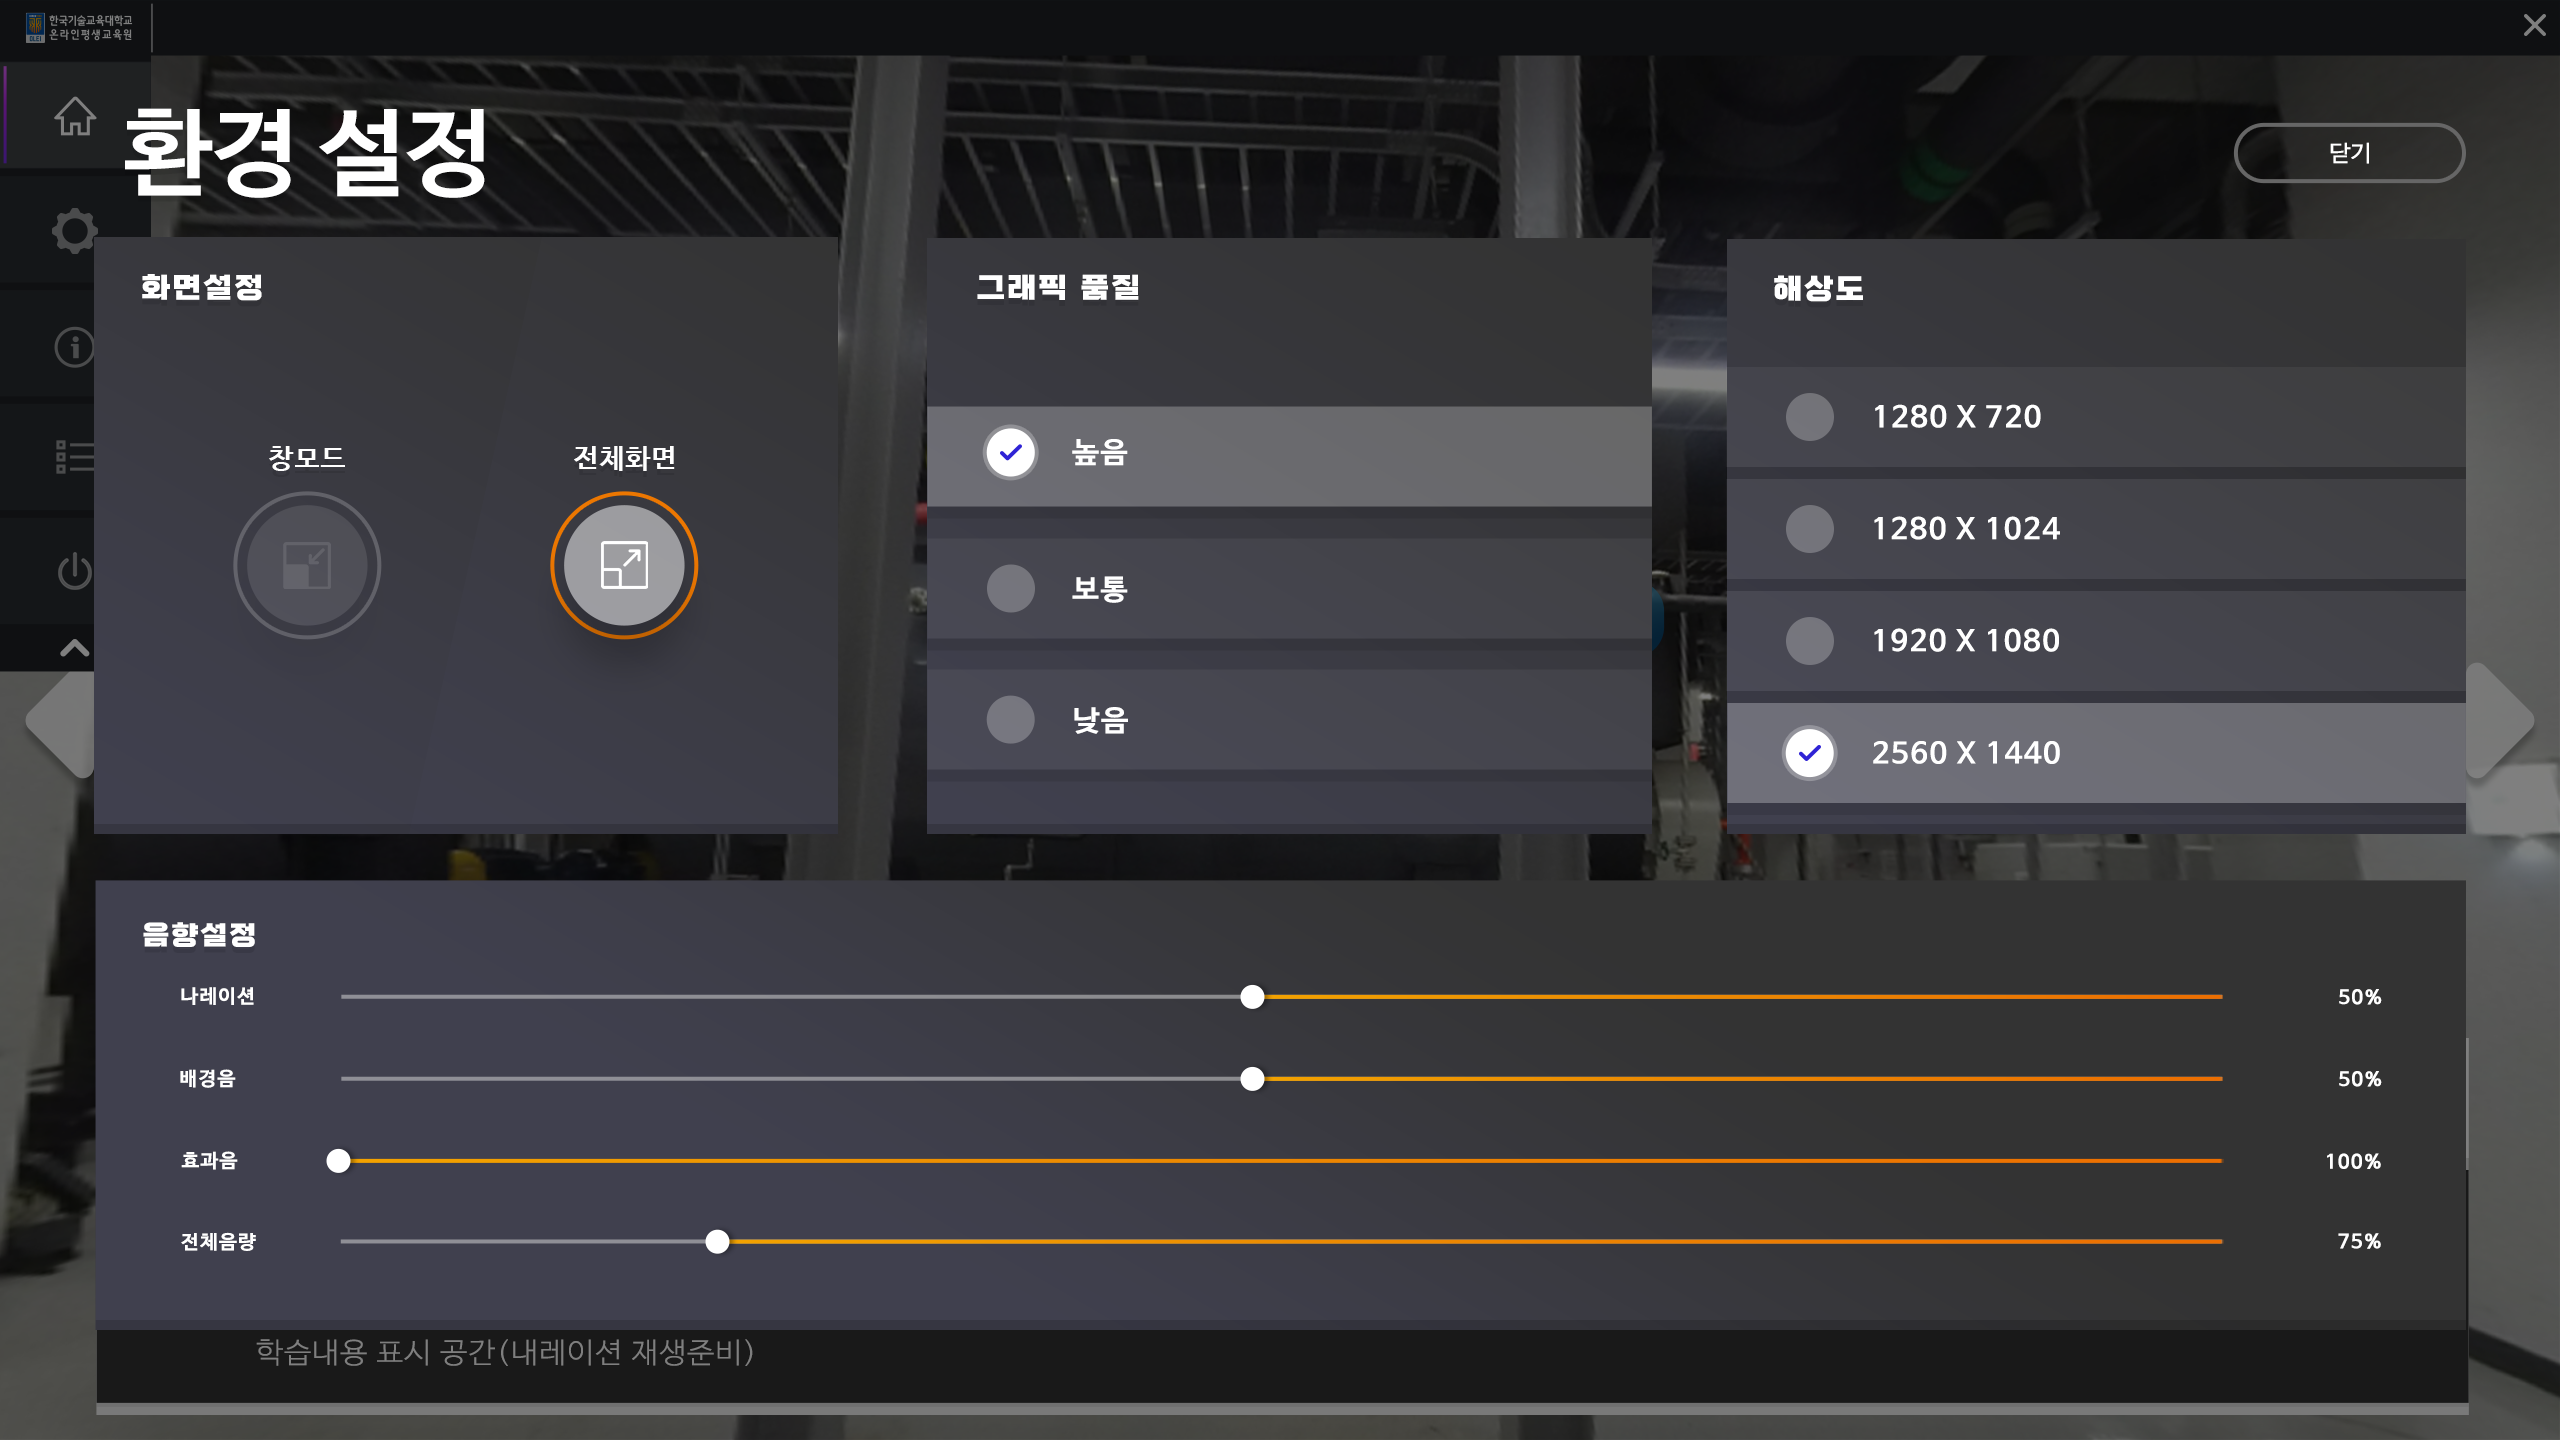 한국기술교육대학교
온라인평생교육원
환경 설정
닫기
화면설정
창모드
전체화면
그래픽 품질
높음
보통
낮음
해상도
1280 X 720
1280 X 1024
1920 X 1080
2560 X 1440
음향설정
나레이션
50%
배경음
50%
효과음
100%
전체음량
75%
학습내용 표시 공간(내레이션 재생준비)